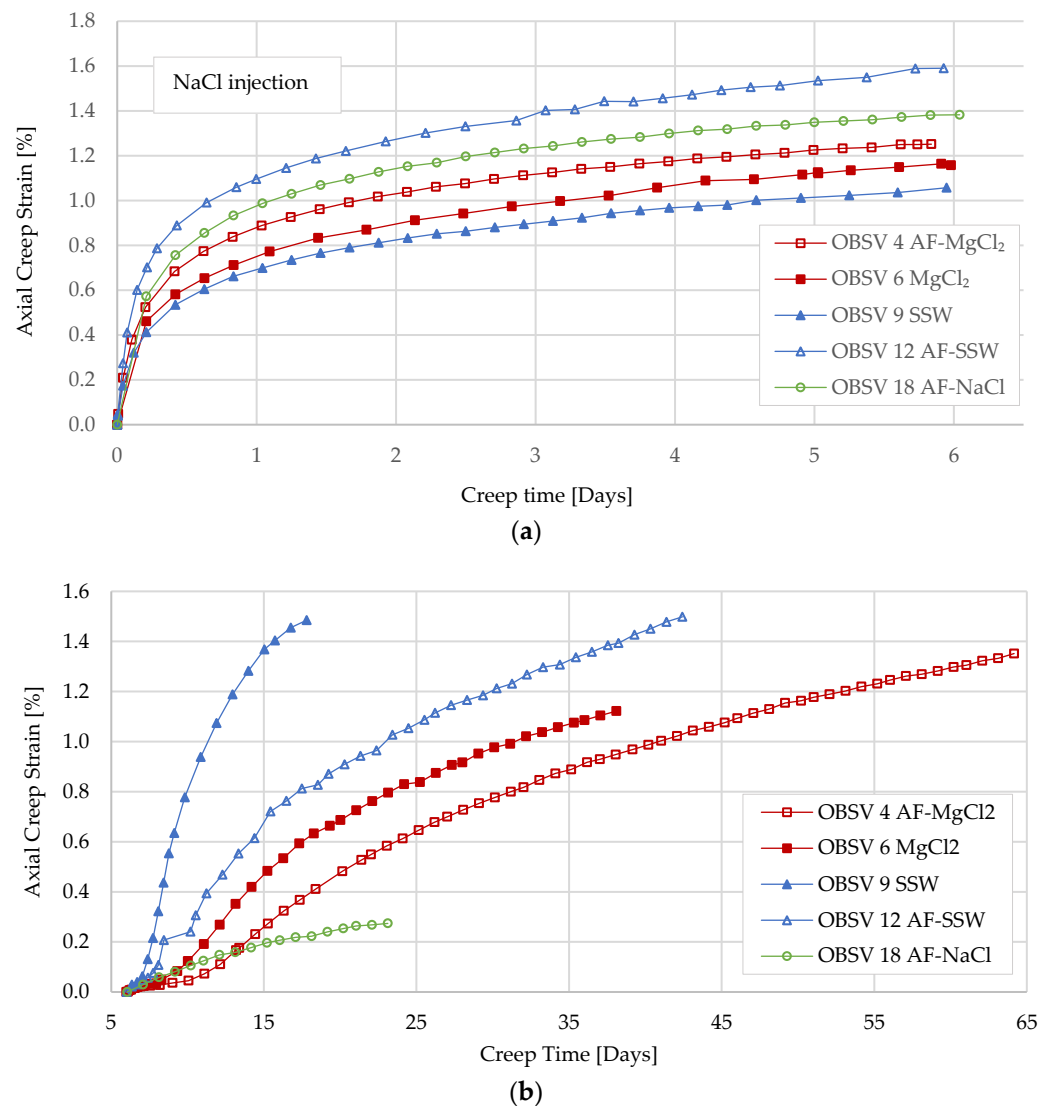 Axial Creep Strain [%]
1.8
1.6
1.4
1.2
1.0
0.8
0.6
0.4
0.2
0.0
NaCl injection
OBSV 4 AF-MgCl₂
OBSV 6 MgCl₂
OBSV 9 SSW
OBSV 12 AF-SSW
OBSV 18 AF-NaCl
0 1 2 3 4 5 6
Creep time [Days]
(a)
Axial Creep Strain [%]
1.6
1.4
1.2
1.0
0.8
0.6
0.4
0.2
0.0
OBSV 4 AF-MgCl2
OBSV 6 MgCl2
OBSV 9 SSW
OBSV 12 AF-SSW
OBSV 18 AF-NaCl
5 15 25 35 45 55 65
Creep Time [Days]
(b)